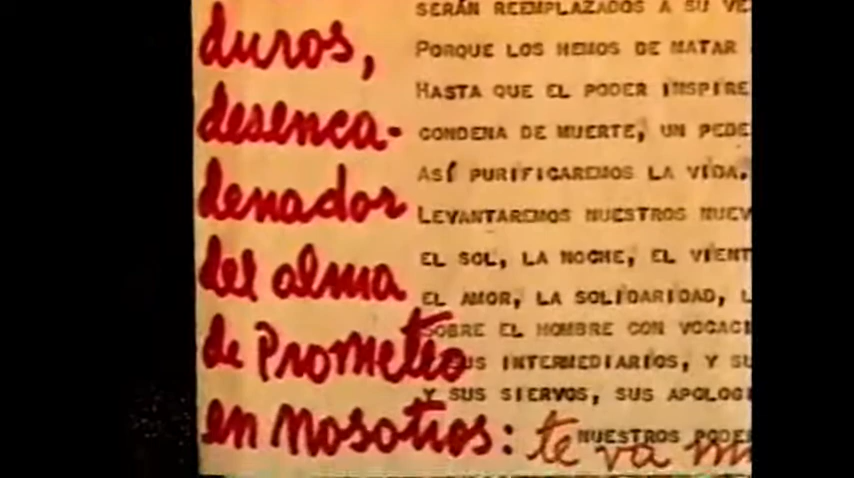 duros,
desenca-
denador
del alma
de Prometeo
en nosotros: te va
SERÁN REEMPLAZADOS A SU
PORQUE LOS HEMOS DE MATAR
HASTA QUE EL PODER INSPIRE
CONDENA DE MUERTE, UN
ASÍ PURIFICAREMOS LA VIDA.
LEVANTAREMOS NUESTROS
EL SOL, LA NOCHE, EL
EL AMOR, LA SOLIDARIDAD,
SOBRE EL HOMBRE CON
SUS INTERMEDIARIOS, Y
Y SUS SIERVOS, SUS
NUESTROS